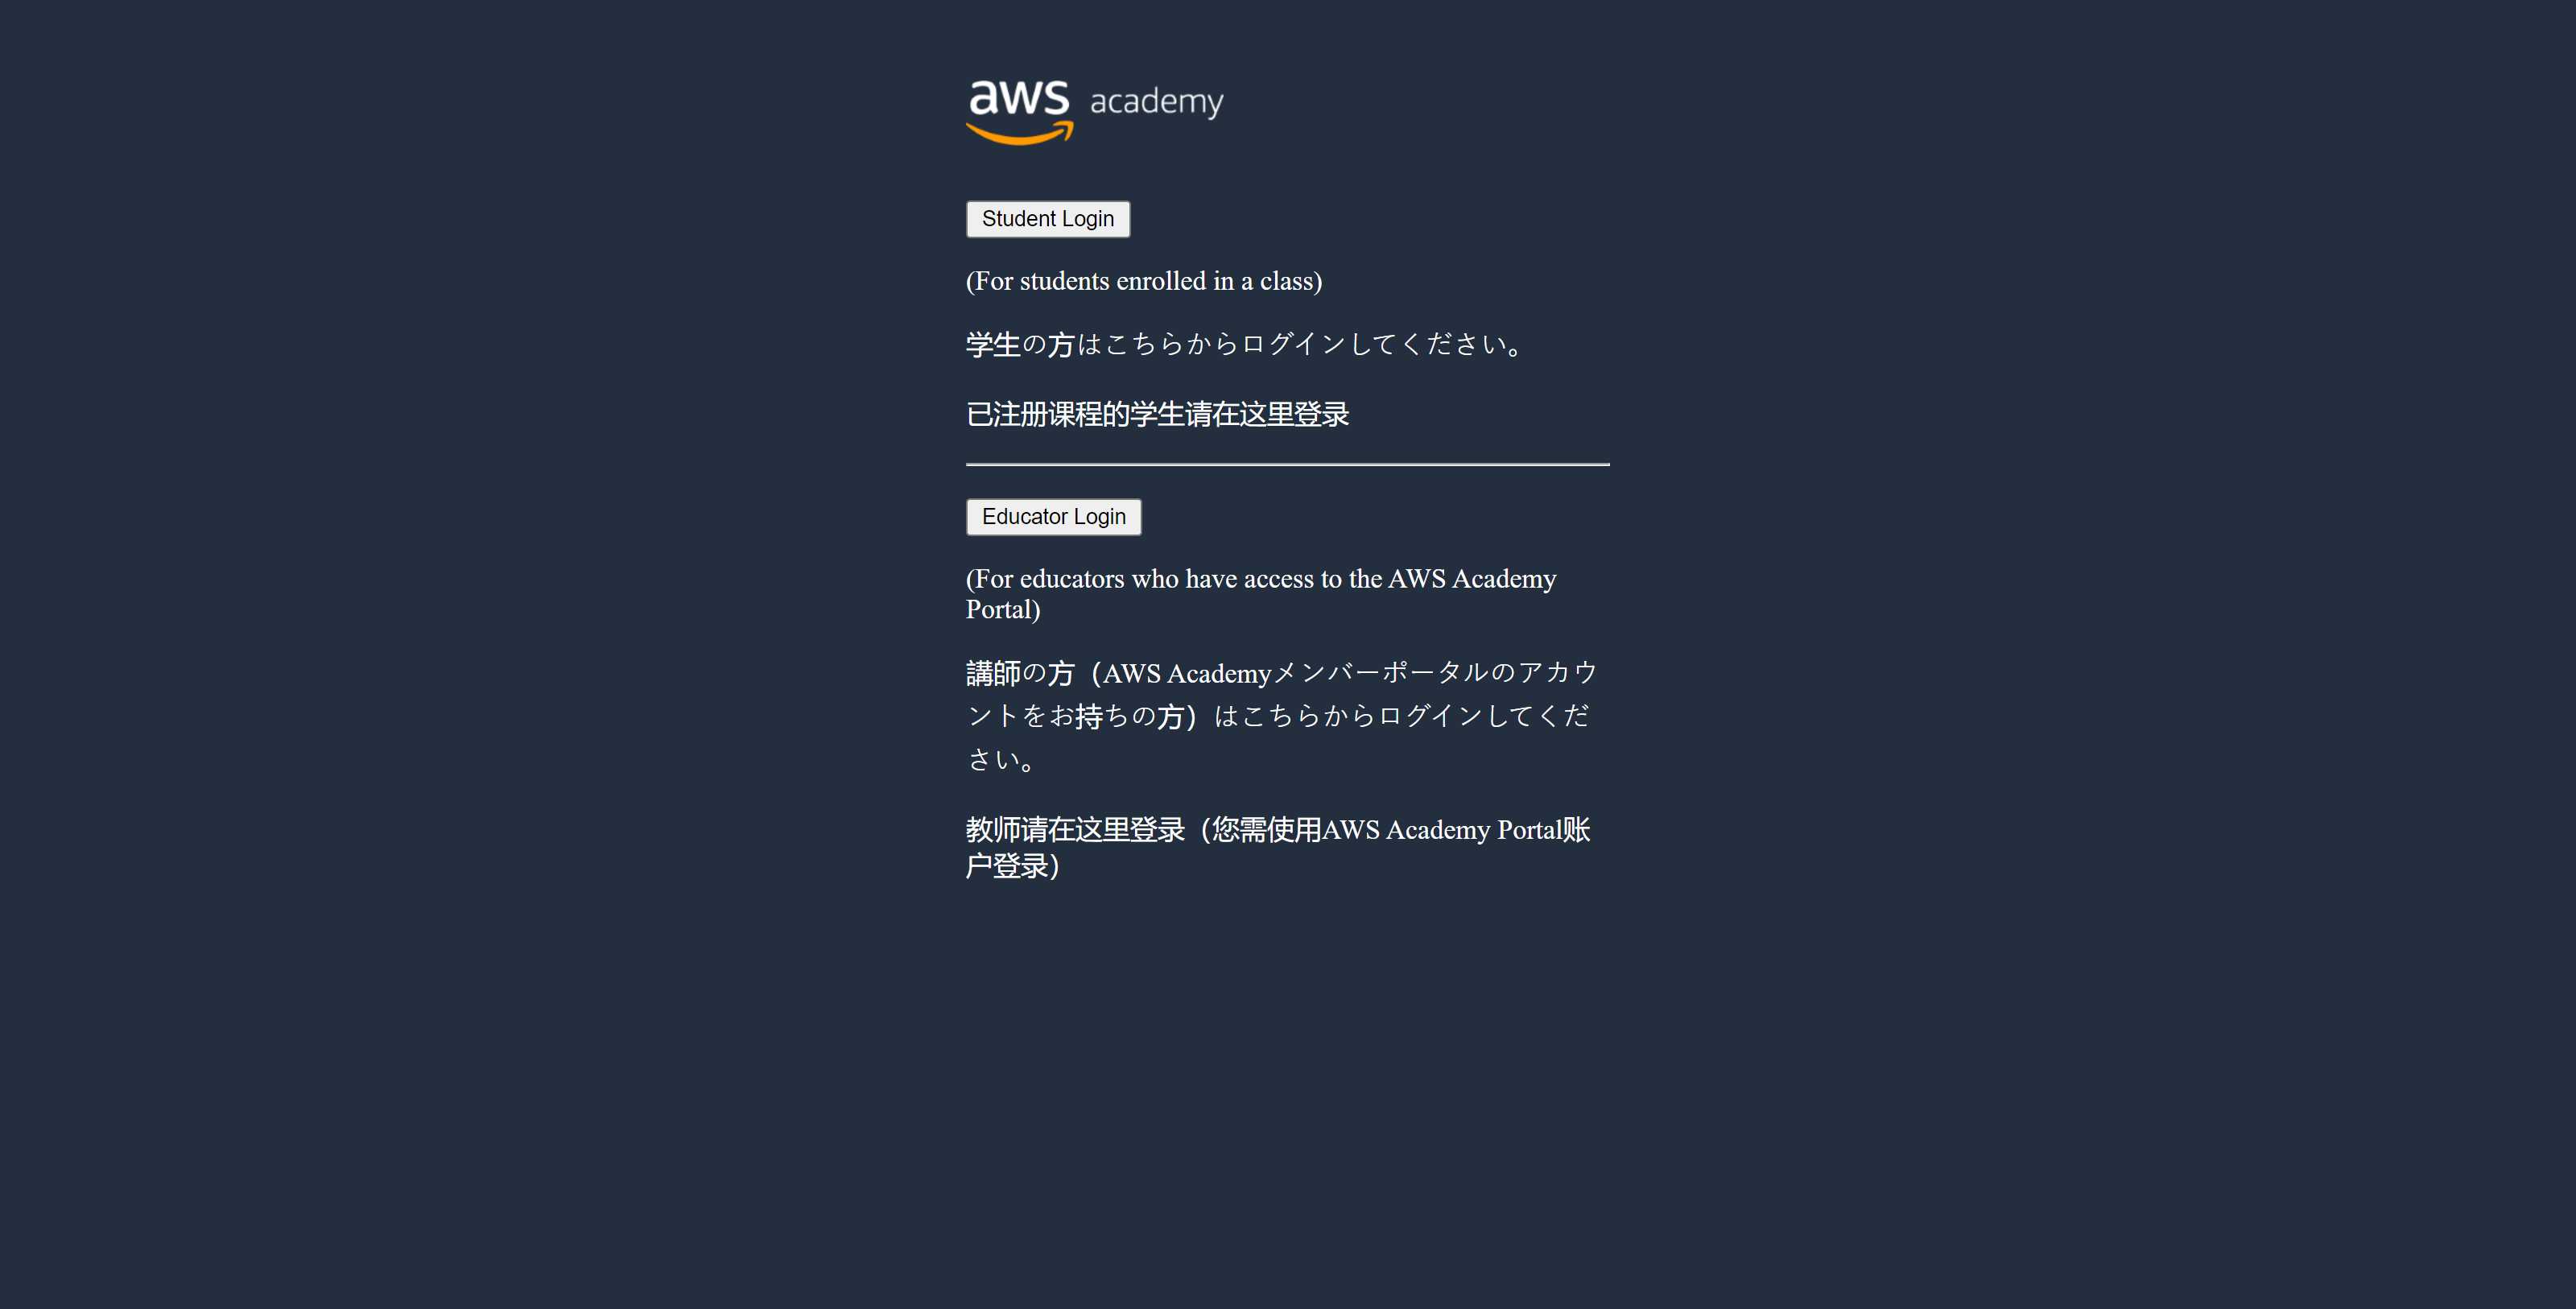 aws academy
Student Login
(For students enrolled in a class)
学生の方はこちらからログインしてください。
已注册课程的学生请在这里登录
Educator Login
(For educators who have access to the AWS Academy
Portal)
講師の方（AWS Academyメンバーポータルのアカウ
ントをお持ちの方）はこちらからログインしてくだ
さい。
教师请在这里登录（您需使用AWS Academy Portal账
户登录）